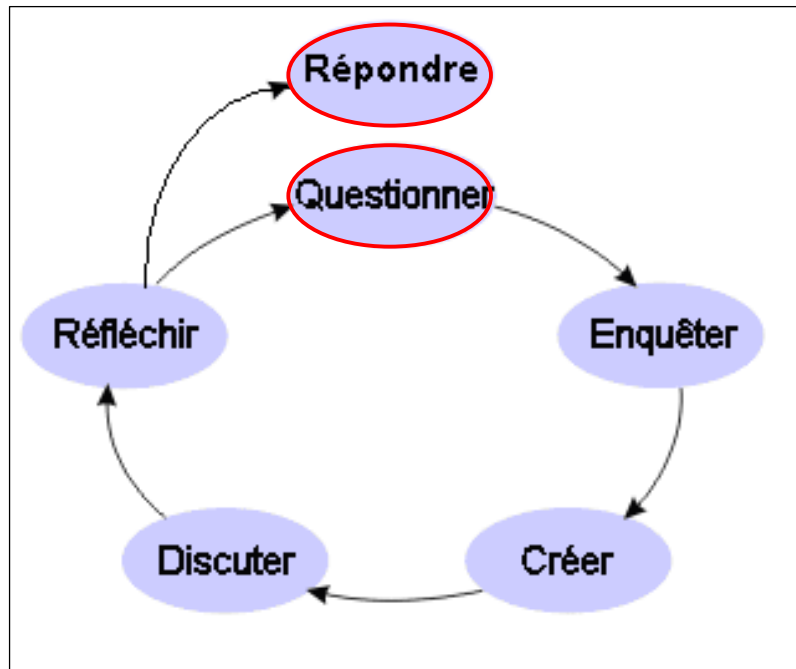 Répondre
Questionner
Réfléchir
Enquêter
Discuter
Créer